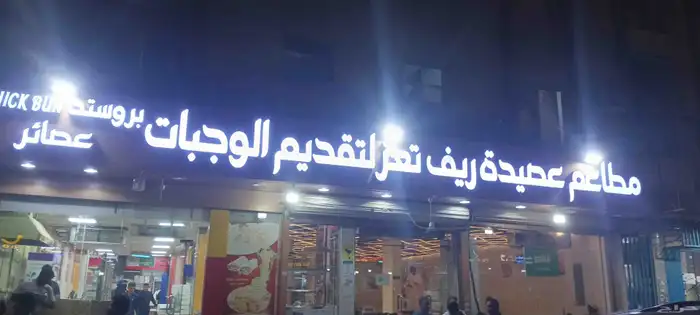 مطاعم عصيدة ريف تعز لتقديم الوجبات
بروستد
عصائر